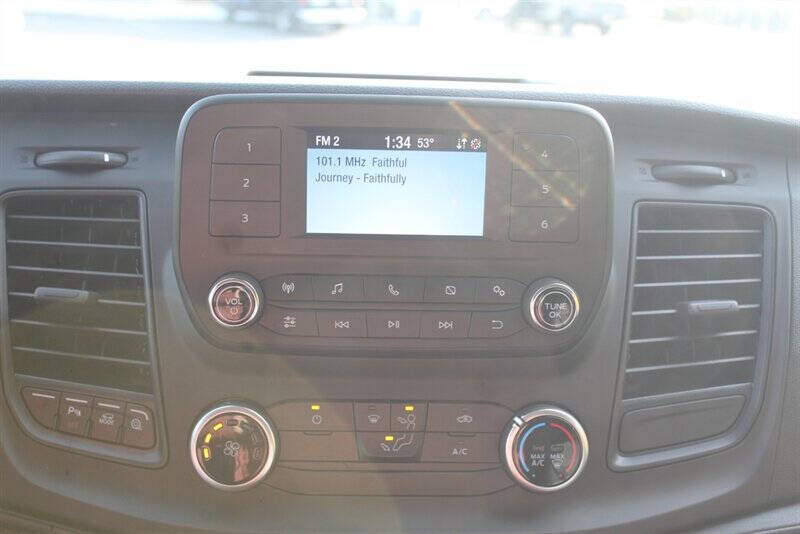 FM 2 1:34 53°
101.1 MHz Faithful
Journey - Faithfully
1
2
3
4
5
6
VOL
TUNE
OK
MODE
A/C
MAX
A/C
MAX